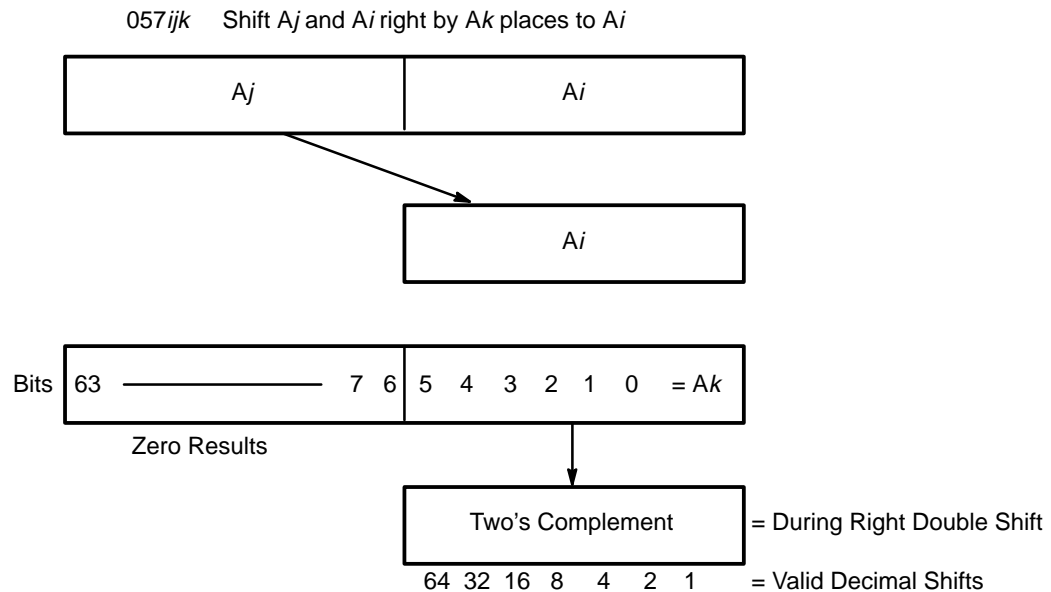 057ijk Shift Aj and Ai right by Ak places to Ai
Aj Ai
Ai
Bits 63 7 6 5 4 3 2 1 0 = Ak
Zero Results
Two's Complement = During Right Double Shift
64 32 16 8 4 2 1 = Valid Decimal Shifts